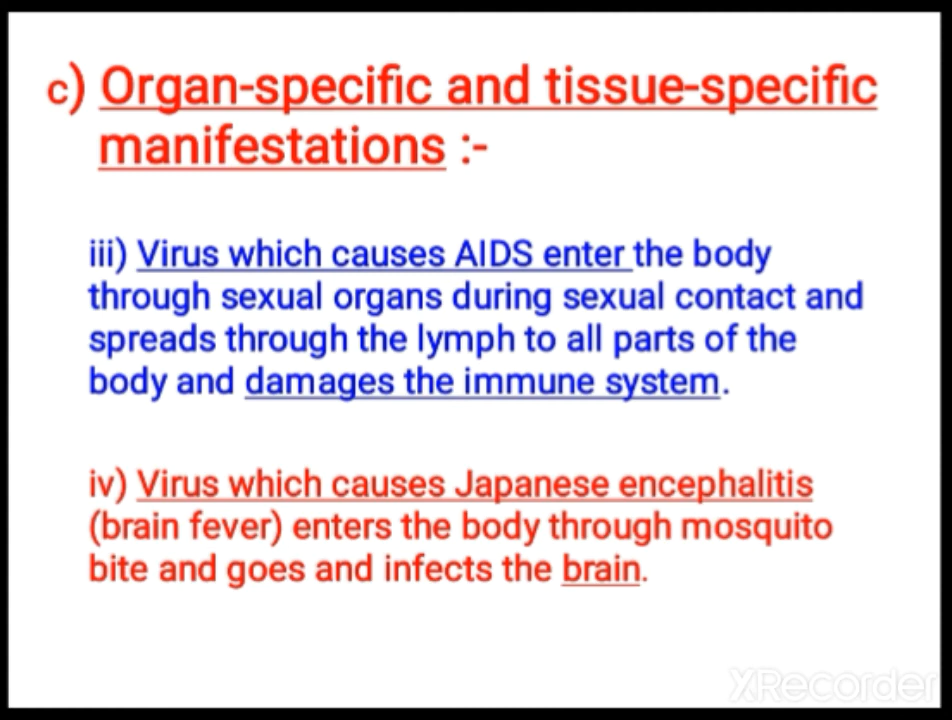 c) Organ-specific and tissue-specific
manifestations :-
iii) Virus which causes AIDS enter the body
through sexual organs during sexual contact and
spreads through the lymph to all parts of the
body and damages the immune system.
iv) Virus which causes Japanese encephalitis
(brain fever) enters the body through mosquito
bite and goes and infects the brain.
XRecorder